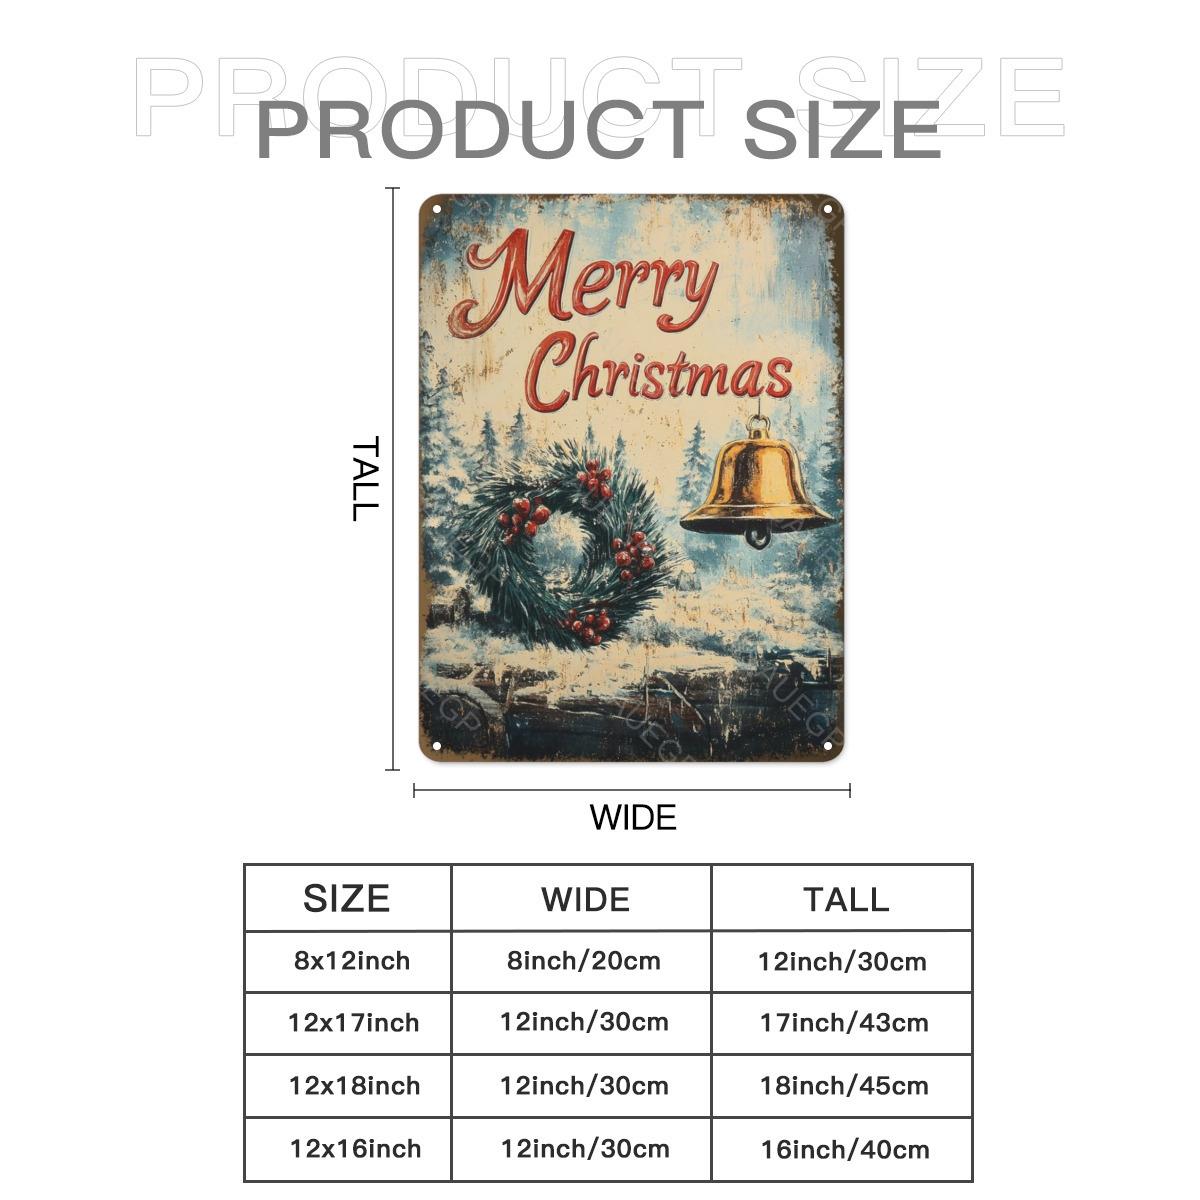 PRODUCT SIZE
PRODUCT SIZE
Merry
Christmas
TALL
WIDE
SIZE WIDE TALL
8x12inch 8inch/20cm 12inch/30cm
12x17inch 12inch/30cm 17inch/43cm
12x18inch 12inch/30cm 18inch/45cm
12x16inch 12inch/30cm 16inch/40cm